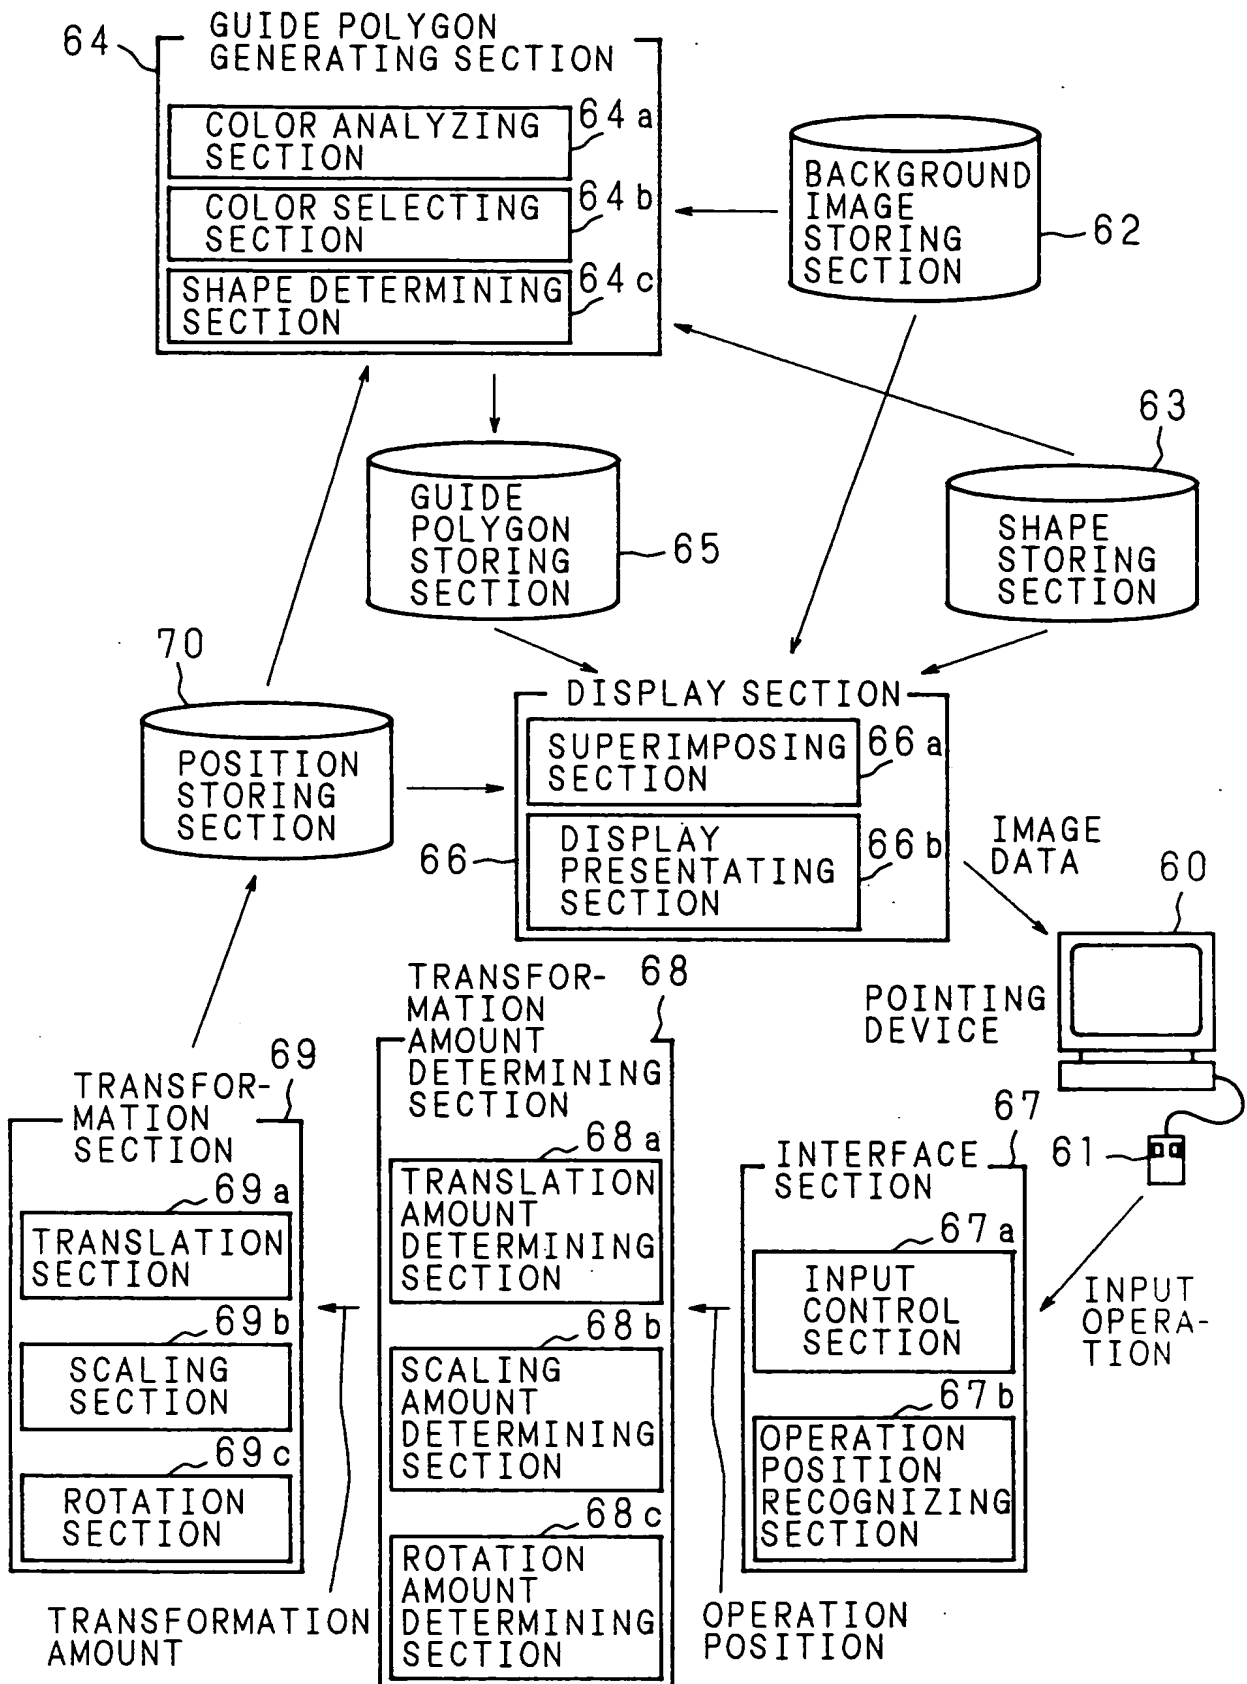 64
GUIDE POLYGON
GENERATING SECTION
64a
COLOR ANALYZING
SECTION
64b
COLOR SELECTING
SECTION
64c
SHAPE DETERMINING
SECTION
BACKGROUND
IMAGE
STORING
SECTION
62
63
SHAPE
STORING
SECTION
GUIDE
POLYGON
STORING
SECTION
65
70
POSITION
STORING
SECTION
DISPLAY SECTION
SUPERIMPOSING
SECTION
66a
66
DISPLAY
PRESENTATING
SECTION
66b
IMAGE
DATA
60
POINTING
DEVICE
61
INPUT
OPERA-
TION
67
INTERFACE
SECTION
67a
INPUT
CONTROL
SECTION
67b
OPERATION
POSITION
RECOGNIZING
SECTION
OPERATION
POSITION
68
TRANSFOR-
MATION
AMOUNT
DETERMINING
SECTION
68a
TRANSLATION
AMOUNT
DETERMINING
SECTION
68b
SCALING
AMOUNT
DETERMINING
SECTION
68c
ROTATION
AMOUNT
DETERMINING
SECTION
TRANSFORMATION
AMOUNT
69
TRANSFOR-
MATION
SECTION
69a
TRANSLATION
SECTION
69b
SCALING
SECTION
69c
ROTATION
SECTION